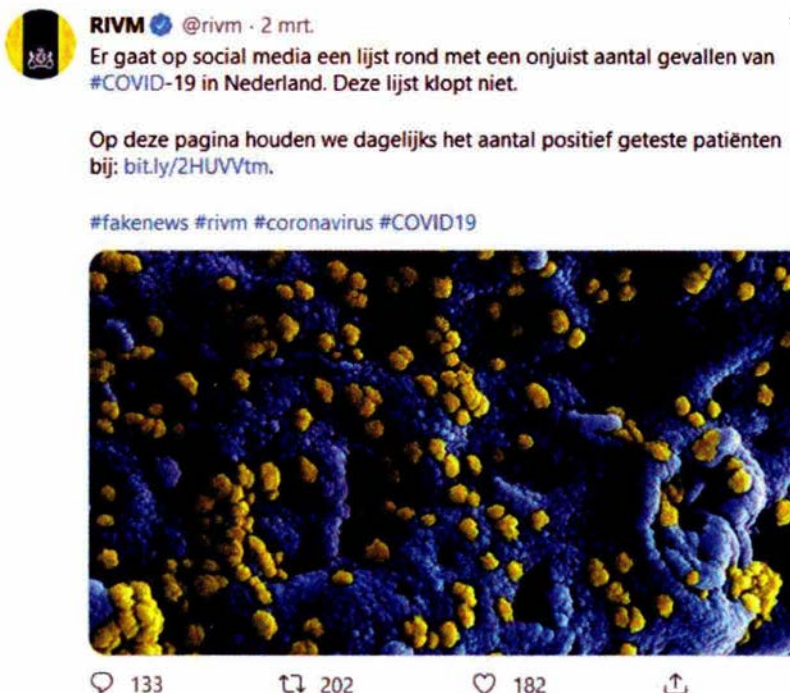 RIVM @rivm · 2 mrt.
Er gaat op social media een lijst rond met een onjuist aantal gevallen van
#COVID-19 in Nederland. Deze lijst klopt niet.
Op deze pagina houden we dagelijks het aantal positief geteste patiënten
bij: bit.ly/2HUVVtm.
#fakenews #rivm #coronavirus #COVID19
133 202 182